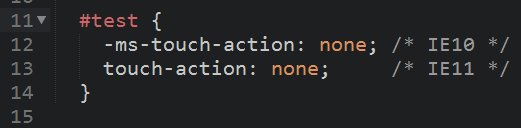 11 #test {
12   -ms-touch-action: none; /* IE10 */
13   touch-action: none;     /* IE11 */
14 }
15